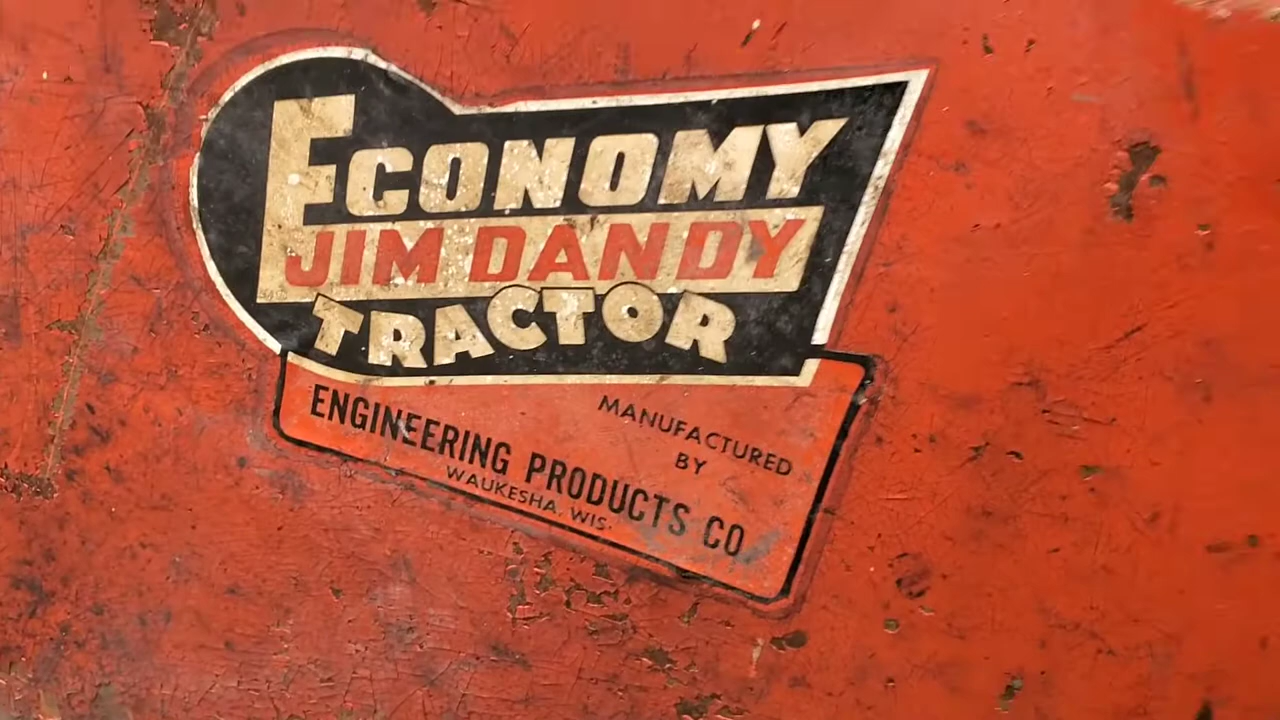 ECONOMY
JIM DANDY
TRACTOR
MANUFACTURED
BY
ENGINEERING PRODUCTS CO
WAUKESHA, WIS.